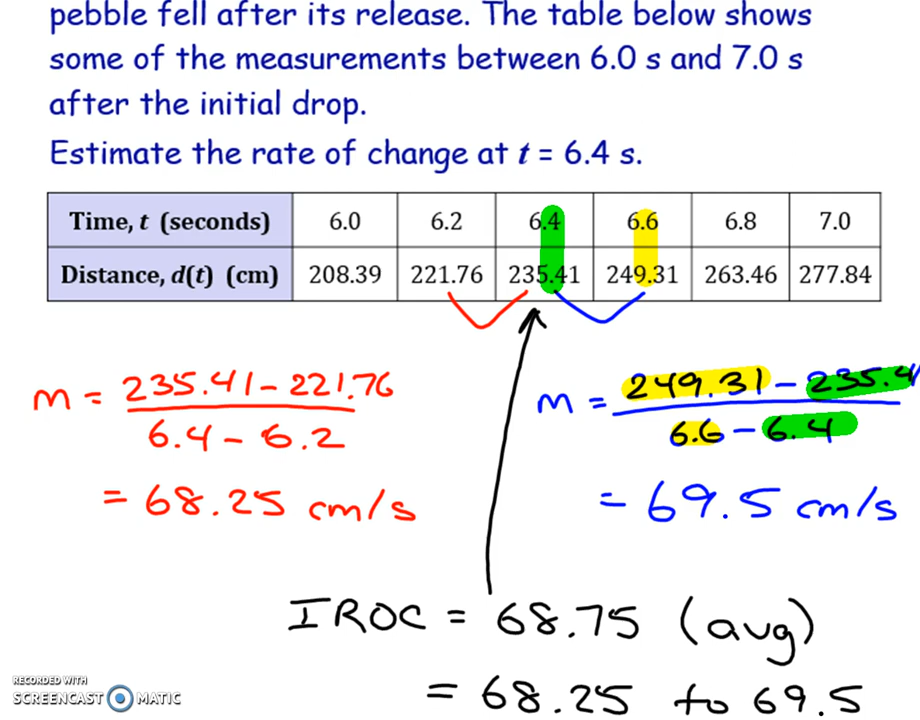 pebble fell after its release. The table below shows
some of the measurements between 6.0 s and 7.0 s
after the initial drop.
Estimate the rate of change at t = 6.4 s.
Time, t (seconds) 6.0 6.2 6.4 6.6 6.8 7.0
Distance, d(t) (cm) 208.39 221.76 235.41 249.31 263.46 277.84
m = 235.41 - 221.76
6.4 - 6.2
= 68.25 cm/s
m = 249.31 - 235.41
6.6 - 6.4
= 69.5 cm/s
IROC = 68.75 (avg)
= 68.25 to 69.5
RECORDED WITH
SCREENCAST MATIC